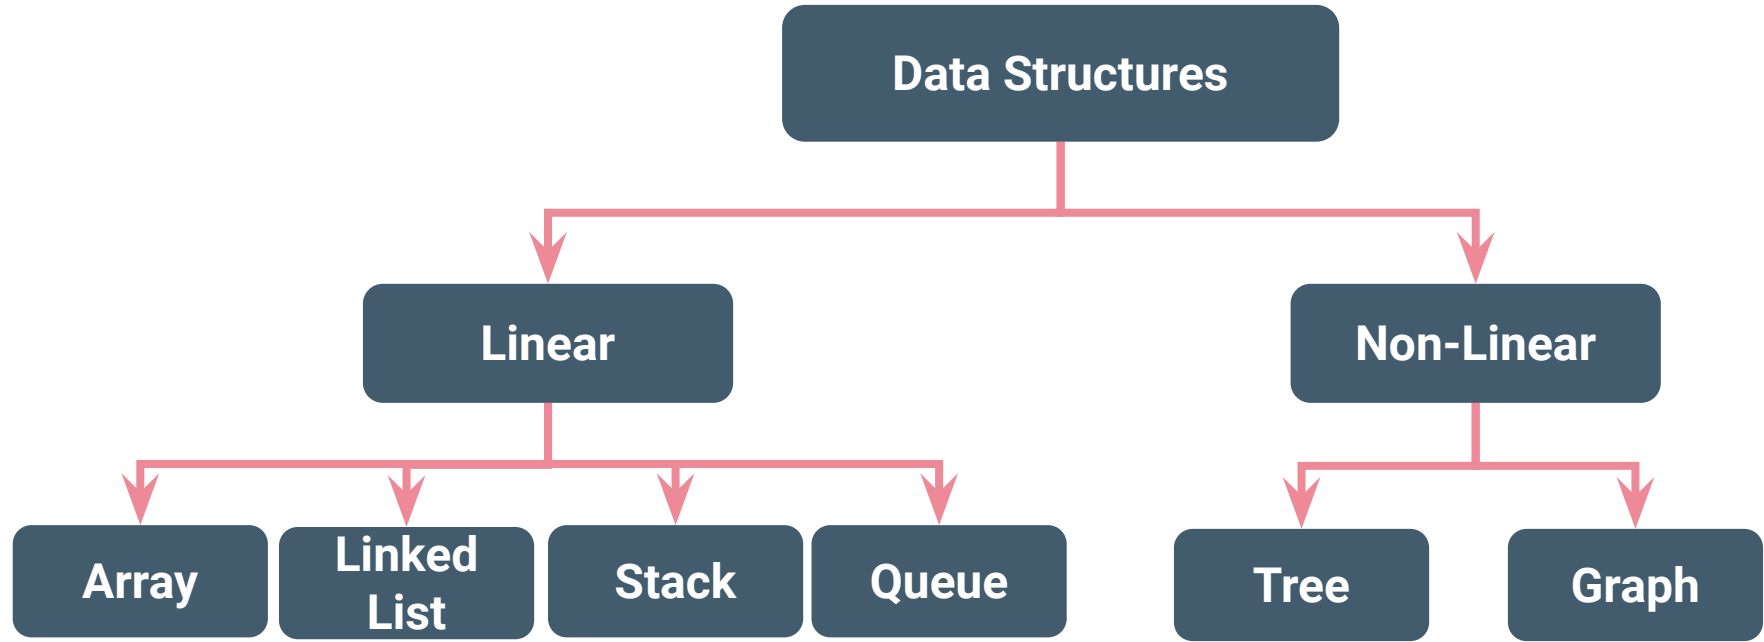 Data Structures
Linear
Non-Linear
Array
Linked
List
Stack
Queue
Tree
Graph